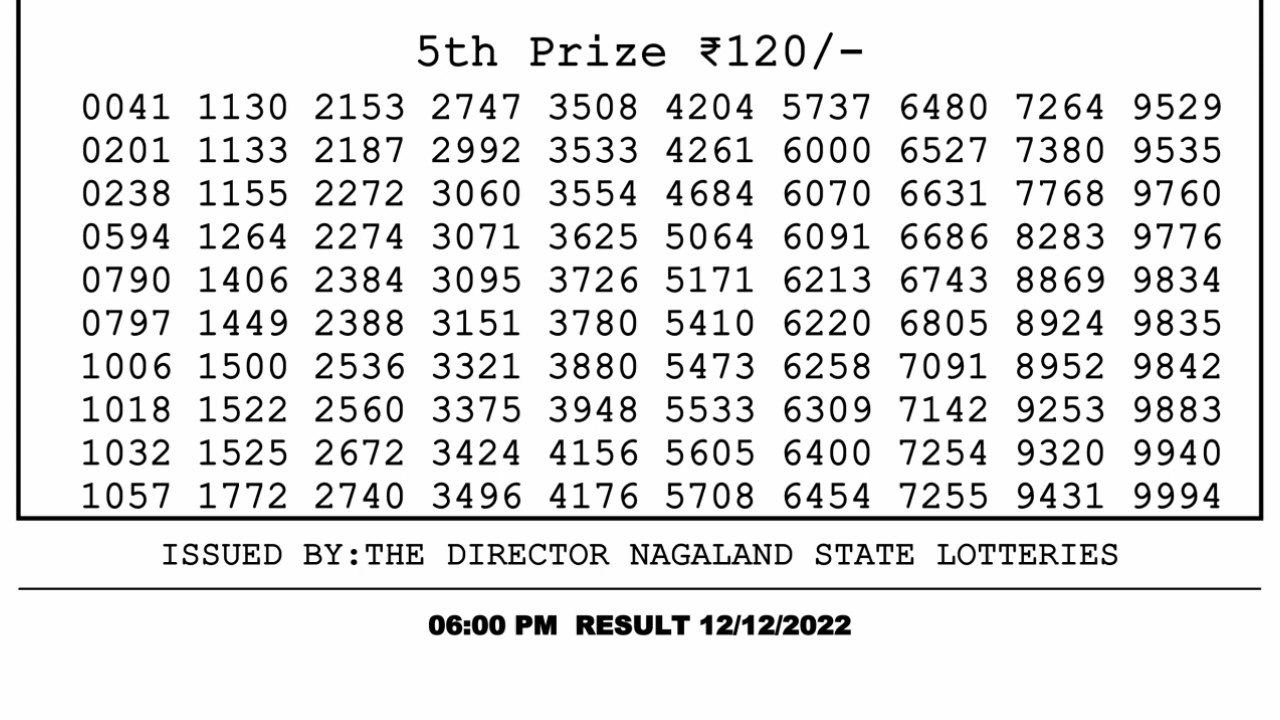 5th Prize ₹120/-
0041 1130 2153 2747 3508 4204 5737 6480 7264 9529
0201 1133 2187 2992 3533 4261 6000 6527 7380 9535
0238 1155 2272 3060 3554 4684 6070 6631 7768 9760
0594 1264 2274 3071 3625 5064 6091 6686 8283 9776
0790 1406 2384 3095 3726 5171 6213 6743 8869 9834
0797 1449 2388 3151 3780 5410 6220 6805 8924 9835
1006 1500 2536 3321 3880 5473 6258 7091 8952 9842
1018 1522 2560 3375 3948 5533 6309 7142 9253 9883
1032 1525 2672 3424 4156 5605 6400 7254 9320 9940
1057 1772 2740 3496 4176 5708 6454 7255 9431 9994
ISSUED BY:THE DIRECTOR NAGALAND STATE LOTTERIES
06:00 PM RESULT 12/12/2022